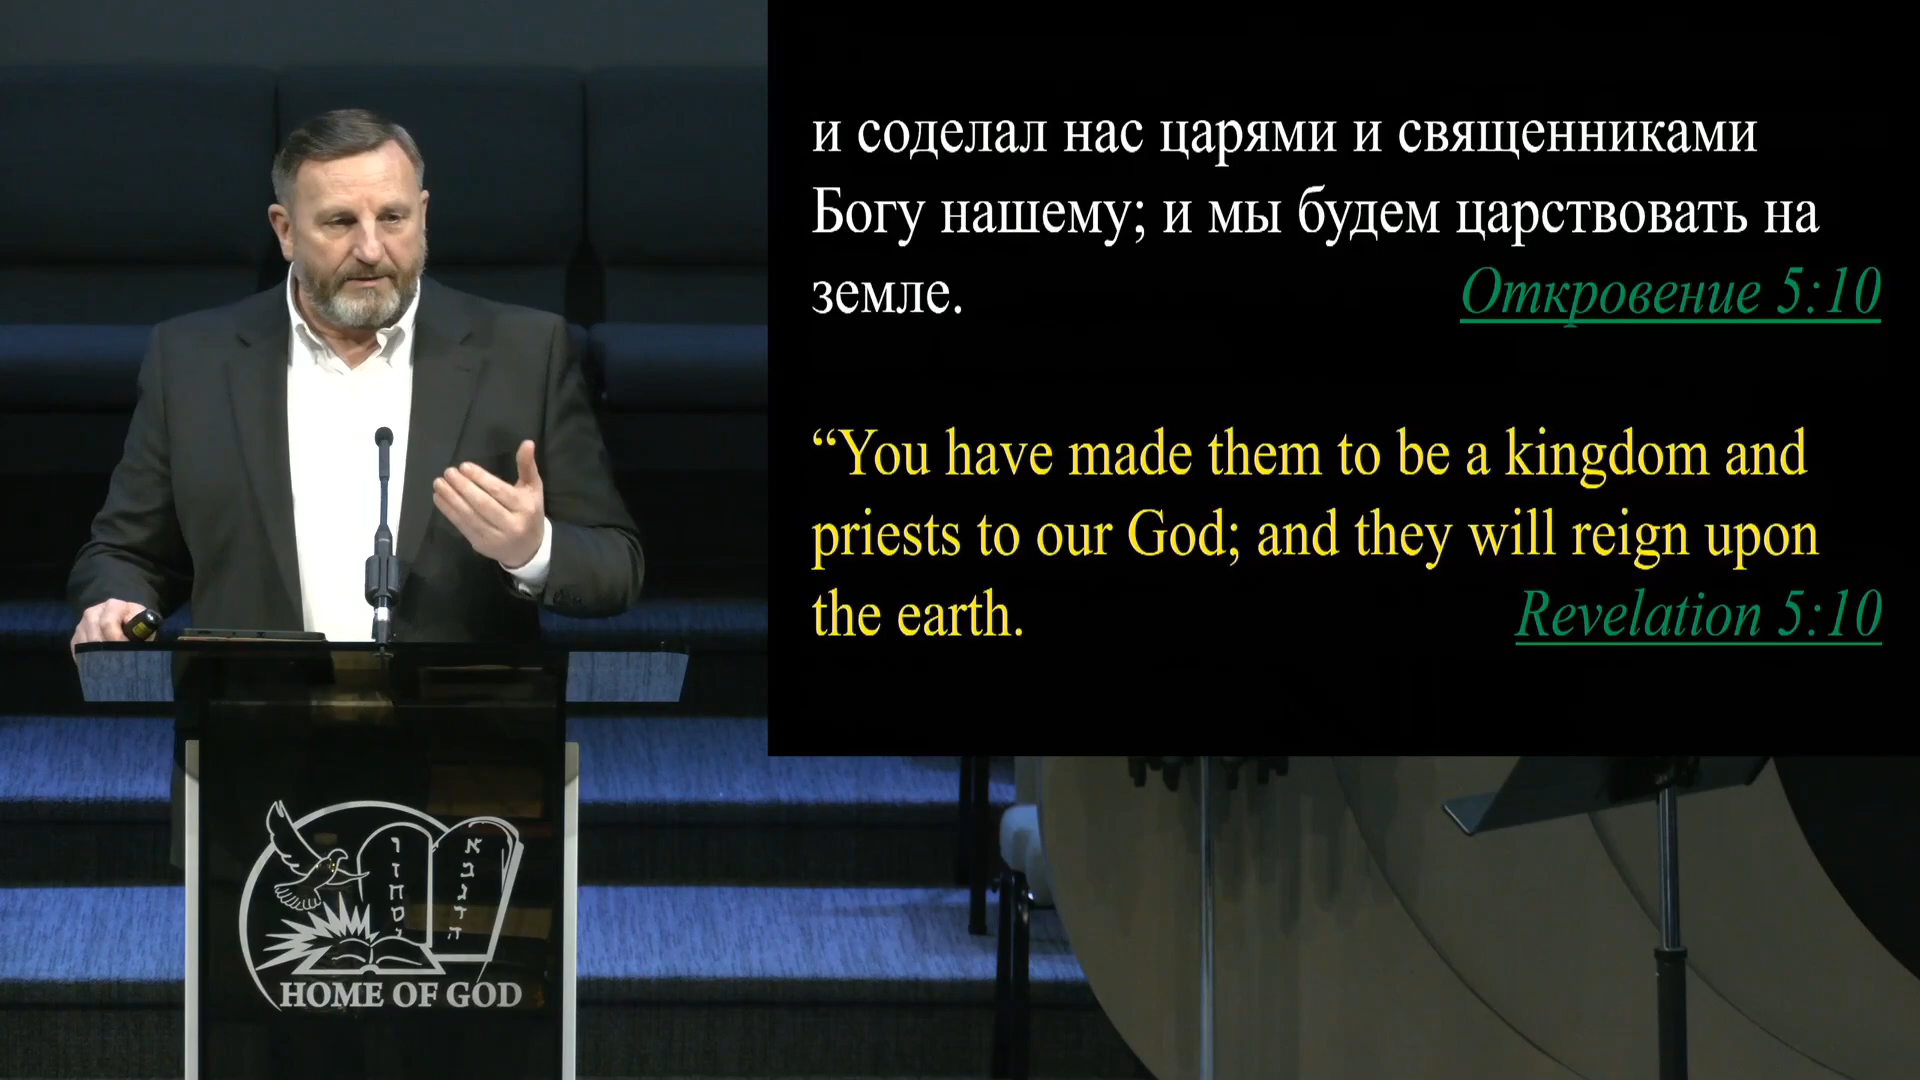 и соделал нас царями и священниками
Богу нашему; и мы будем царствовать на
земле. Откровение 5:10
“You have made them to be a kingdom and
priests to our God; and they will reign upon
the earth. Revelation 5:10
ו א
ז ב
ח ג
ט ד
י ה
HOME OF GOD